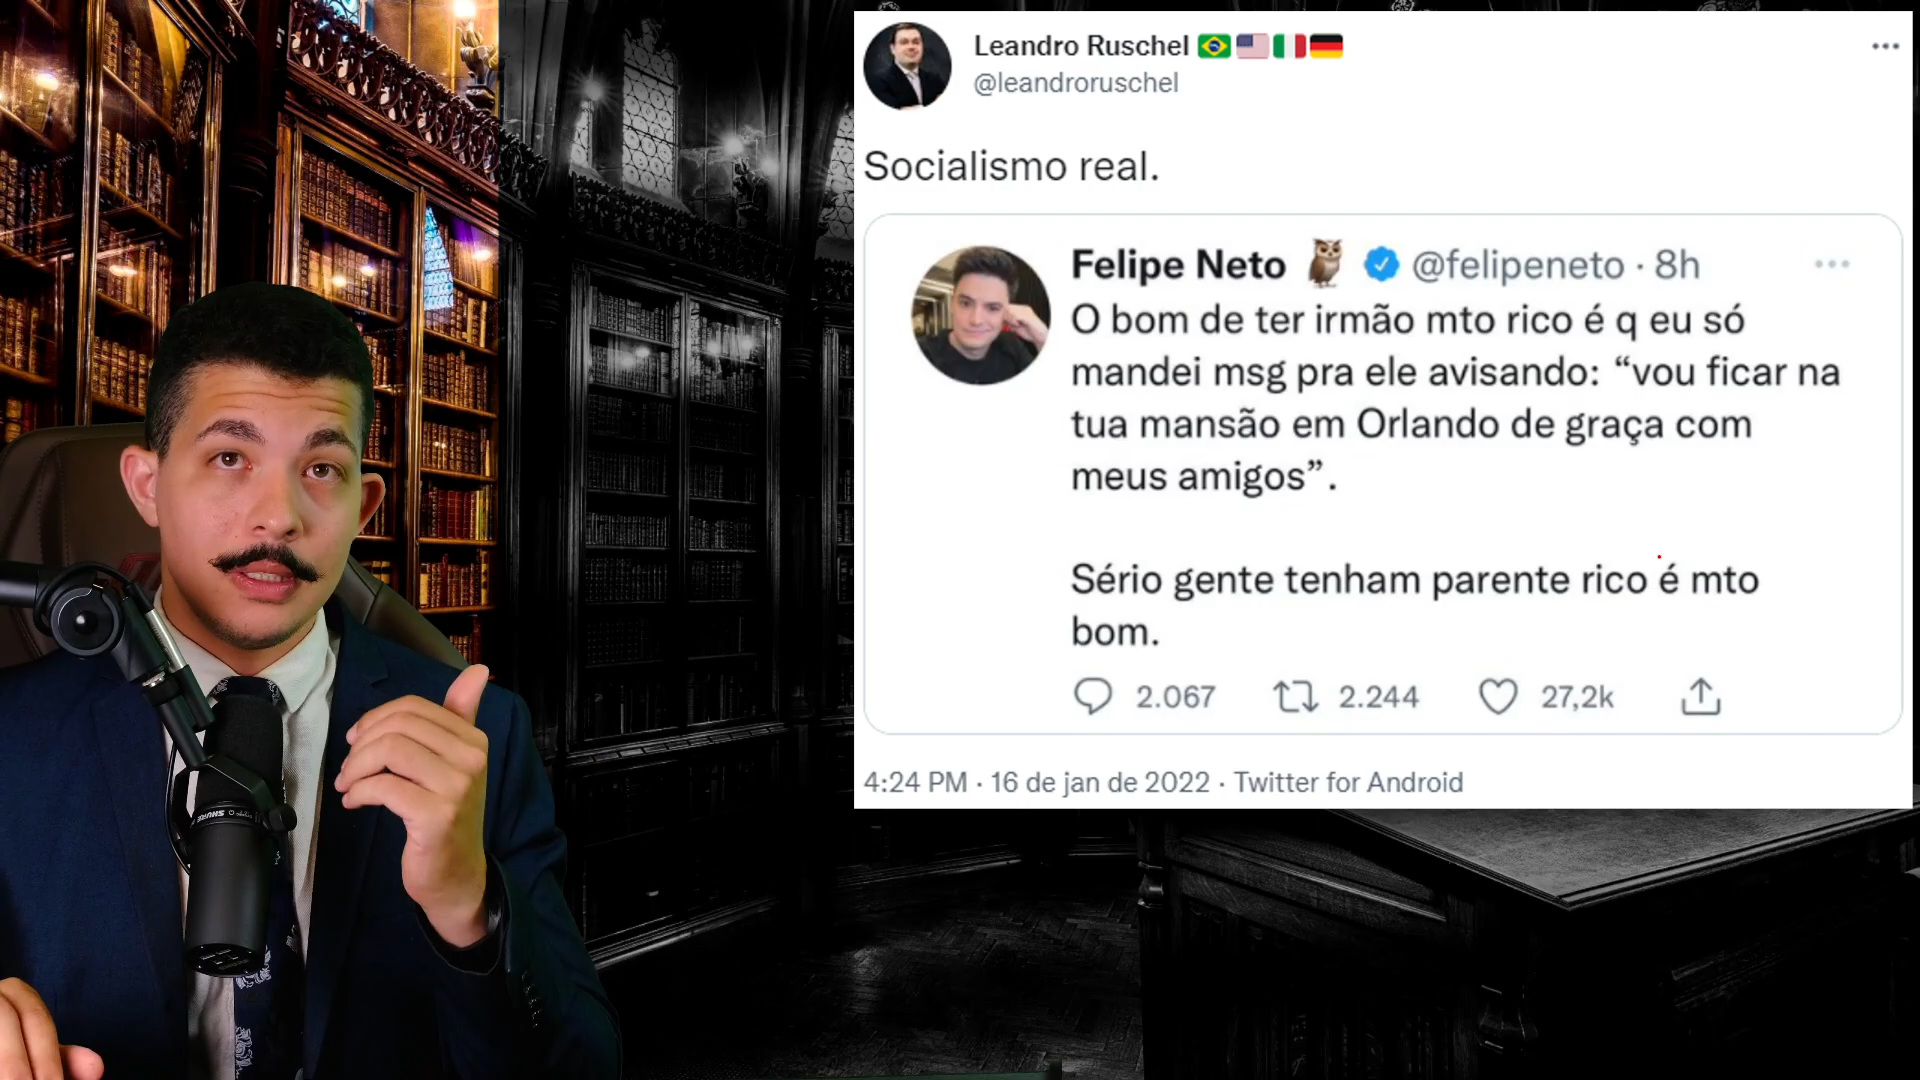 Leandro Ruschel 🇧🇷🇺🇸🇮🇹🇩🇪
@leandroruschel
Socialismo real.
Felipe Neto 🦉 @felipeneto · 8h
O bom de ter irmão mto rico é q eu só
mandei msg pra ele avisando: “vou ficar na
tua mansão em Orlando de graça com
meus amigos”.
Sério gente tenham parente rico é mto
bom.
2.067 2.244 27,2k
4:24 PM · 16 de jan de 2022 · Twitter for Android
SHURE